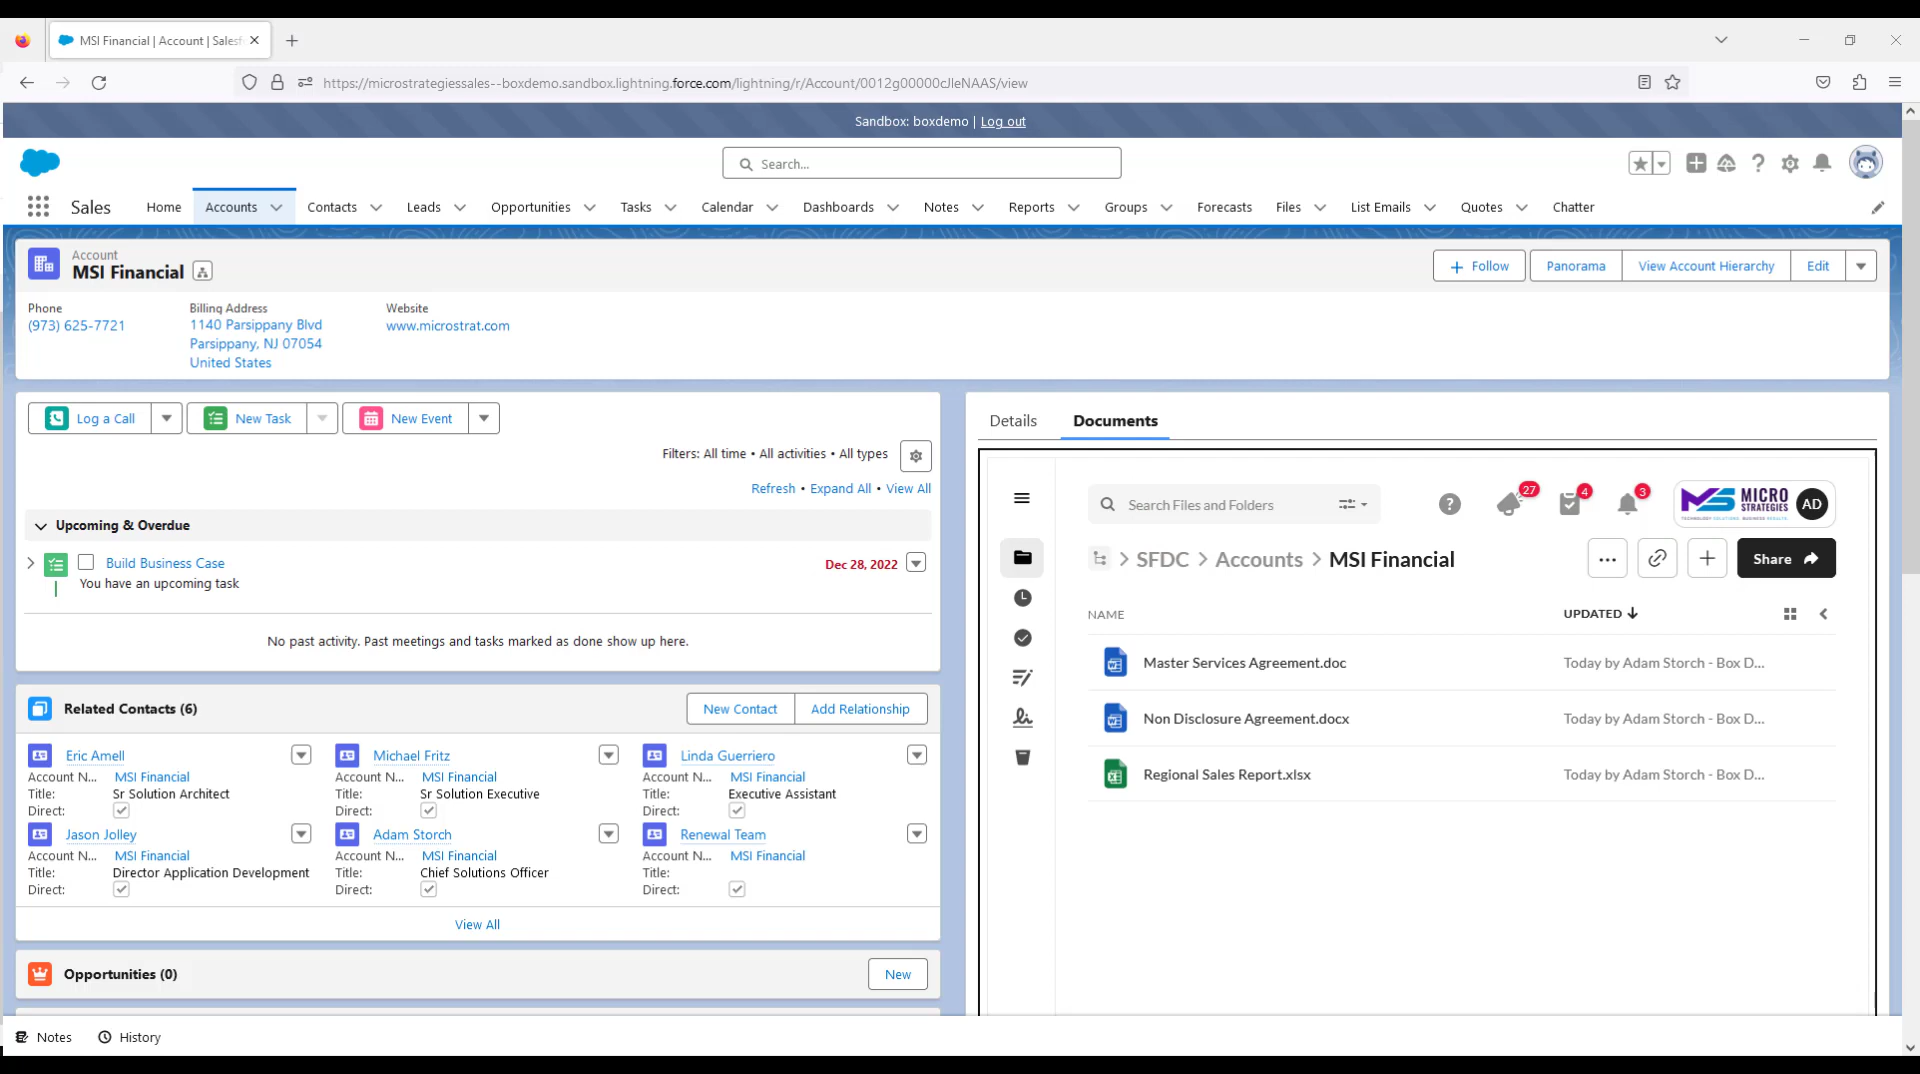 MSI Financial | Account | Salesf
https://microstrategiessales--boxdemo.sandbox.lightning.force.com/lightning/r/Account/0012g00000cJIeNAAS/view
Sandbox: boxdemo | Log out
Search...
Sales Home Accounts Contacts Leads Opportunities Tasks Calendar Dashboards Notes Reports Groups Forecasts Files List Emails Quotes Chatter
Account
MSI Financial
Follow Panorama View Account Hierarchy Edit
Phone Billing Address Website
(973) 625-7721 1140 Parsippany Blvd www.microstrat.com
Parsippany, NJ 07054
United States
Log a Call New Task New Event
Filters: All time • All activities • All types
Refresh • Expand All • View All
Upcoming & Overdue
Build Business Case Dec 28, 2022
You have an upcoming task
No past activity. Past meetings and tasks marked as done show up here.
Related Contacts (6) New Contact Add Relationship
Eric Amell Michael Fritz Linda Guerriero
Account N... MSI Financial Account N... MSI Financial Account N... MSI Financial
Title: Sr Solution Architect Title: Sr Solution Executive Title: Executive Assistant
Direct: Direct: Direct:
Jason Jolley Adam Storch Renewal Team
Account N... MSI Financial Account N... MSI Financial Account N... MSI Financial
Title: Director Application Development Title: Chief Solutions Officer Title:
Direct: Direct: Direct:
View All
Opportunities (0) New
Details Documents
Search Files and Folders 27 4 3 MS MICRO STRATEGIES AD
TECHNOLOGY SOLUTIONS. BUSINESS RESULTS.
SFDC > Accounts > MSI Financial ... + Share
NAME UPDATED
Master Services Agreement.doc Today by Adam Storch - Box D...
Non Disclosure Agreement.docx Today by Adam Storch - Box D...
Regional Sales Report.xlsx Today by Adam Storch - Box D...
Notes History